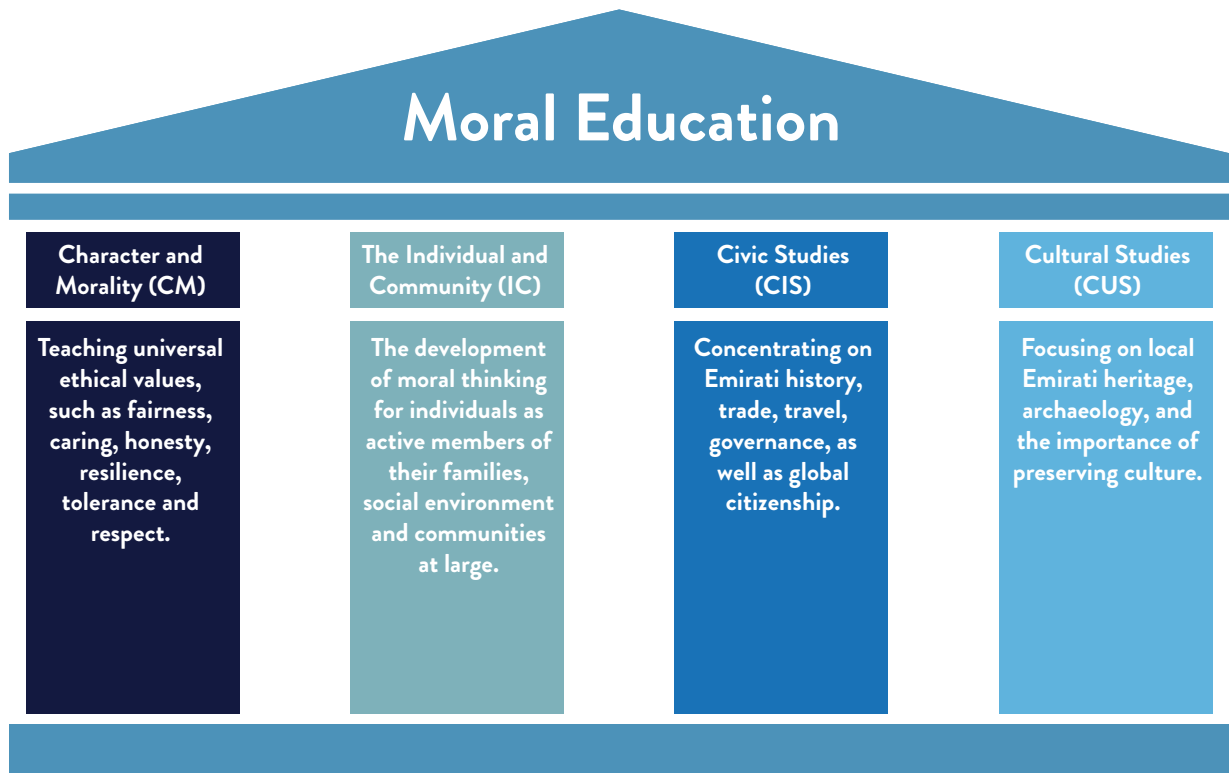 Moral Education
Character and
Morality (CM)
Teaching universal
ethical values,
such as fairness,
caring, honesty,
resilience,
tolerance and
respect.
The Individual and
Community (IC)
The development
of moral thinking
for individuals as
active members of
their families,
social environment
and communities
at large.
Civic Studies
(CIS)
Concentrating on
Emirati history,
trade, travel,
governance, as
well as global
citizenship.
Cultural Studies
(CUS)
Focusing on local
Emirati heritage,
archaeology, and
the importance of
preserving culture.